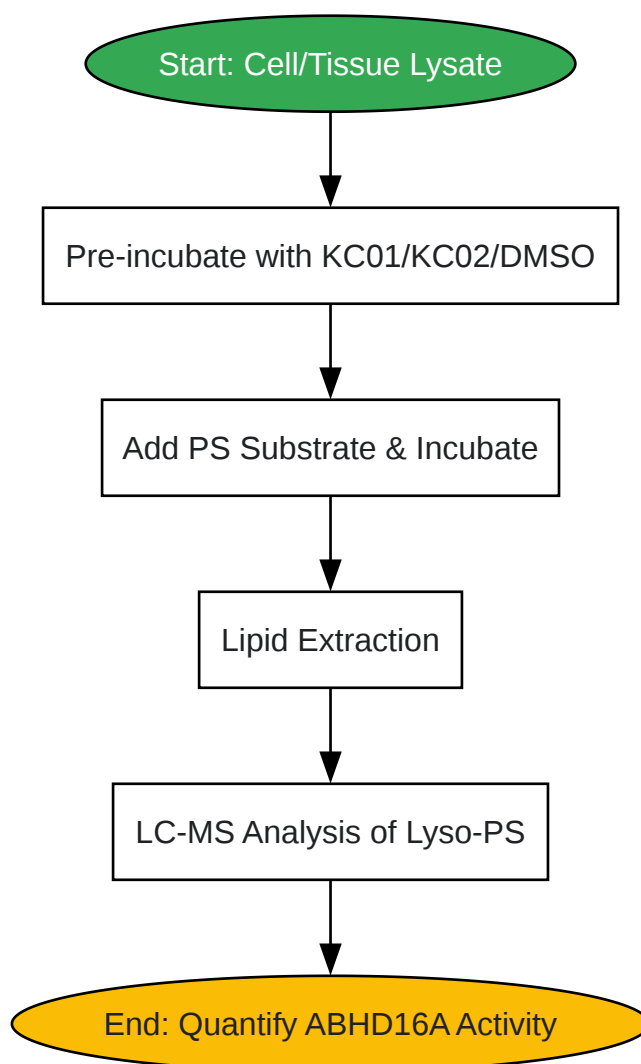 Start: Cell/Tissue Lysate
Pre-incubate with KC01/KC02/DMSO
Add PS Substrate & Incubate
Lipid Extraction
LC-MS Analysis of Lyso-PS
End: Quantify ABHD16A Activity